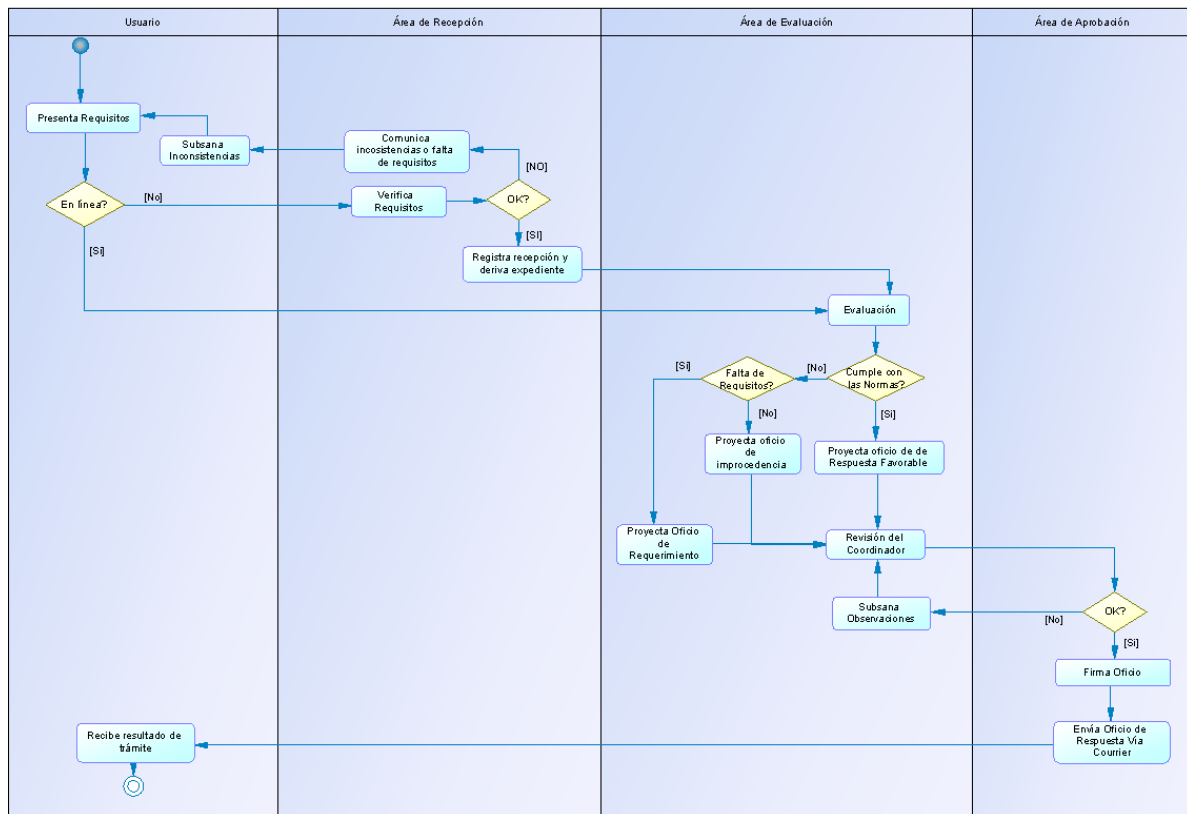 Usuario
Área de Recepción
Área de Evaluación
Área de Aprobación
Presenta Requisitos
Subsana
Inconsistencias
Comunica
incosistencias o falta
de requisitos
[NO]
En línea?
[No]
Verifica
Requisitos
OK?
[Si]
[SI]
Registra recepción y
deriva expediente
Evaluación
[Si]
Falta de
Requisitos?
[No]
Cumple con
las Normas?
[No]
[Si]
Proyecta oficio
de
improcedencia
Proyecta oficio de de
Respuesta Favorable
Proyecta Oficio
de
Requerimiento
Revisión del
Coordinador
Subsana
Observaciones
[No]
OK?
[Si]
Firma Oficio
Recibe resultado de
trámite
Envía Oficio de
Respuesta Vía
Courrier